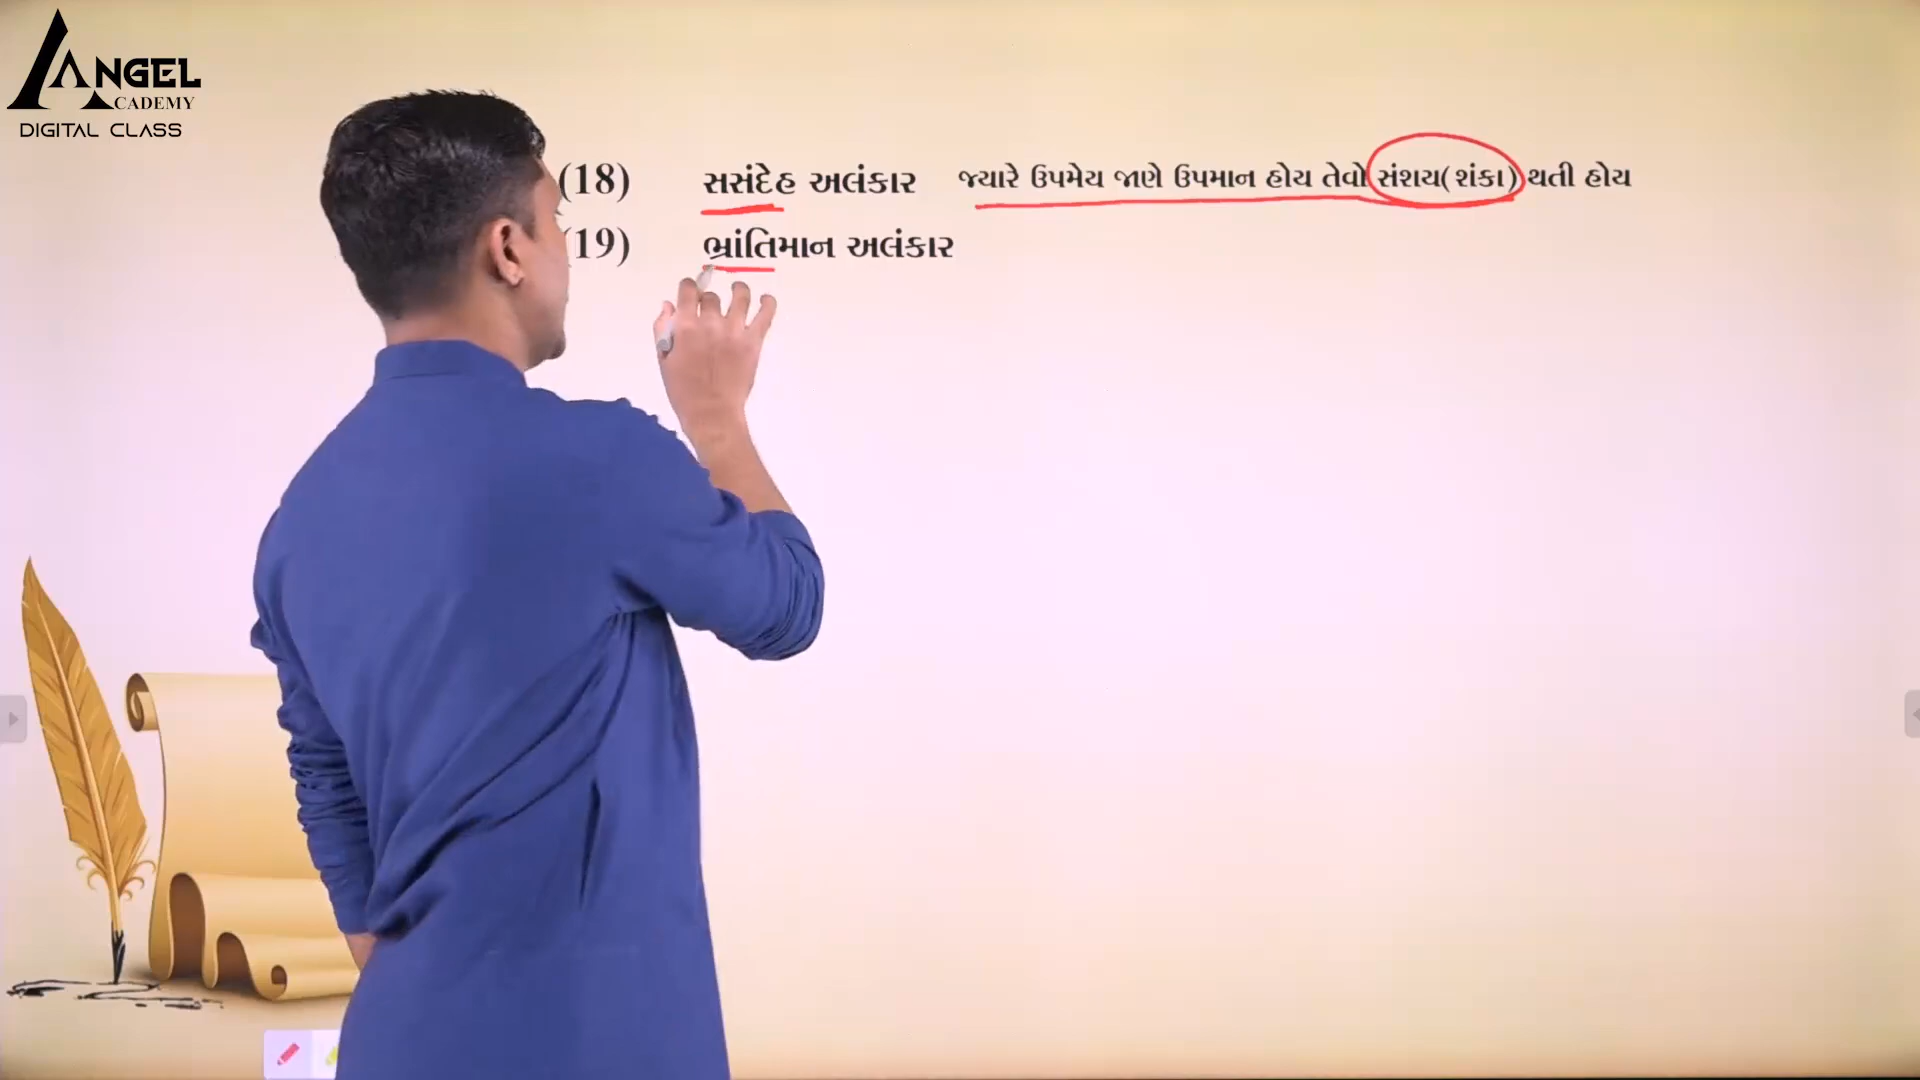 ANGEL
ACADEMY
DIGITAL CLASS
(18) સસંદેહ અલંકાર જ્યારે ઉપમેય જાણે ઉપમાન હોય તેવો સંશય(શંકા) થતી હોય
(19) ભ્રાંતિમાન અલંકાર